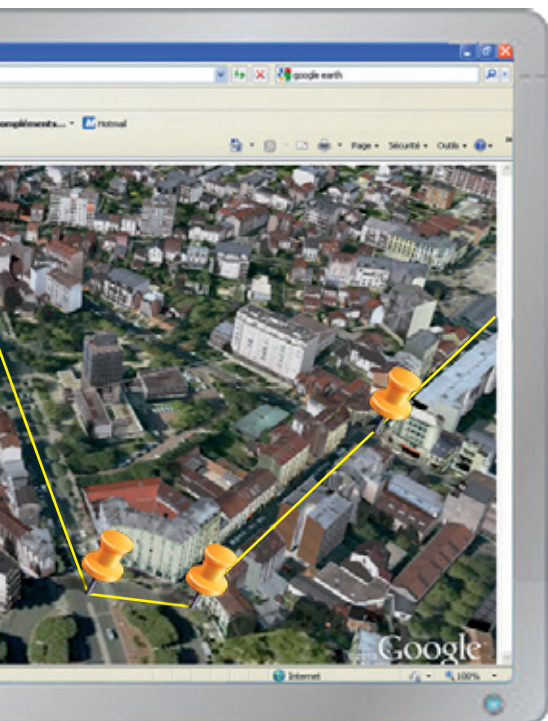 google earth
Compléments... Hotmail
Page Sécurité Outils
Google
Internet 100%